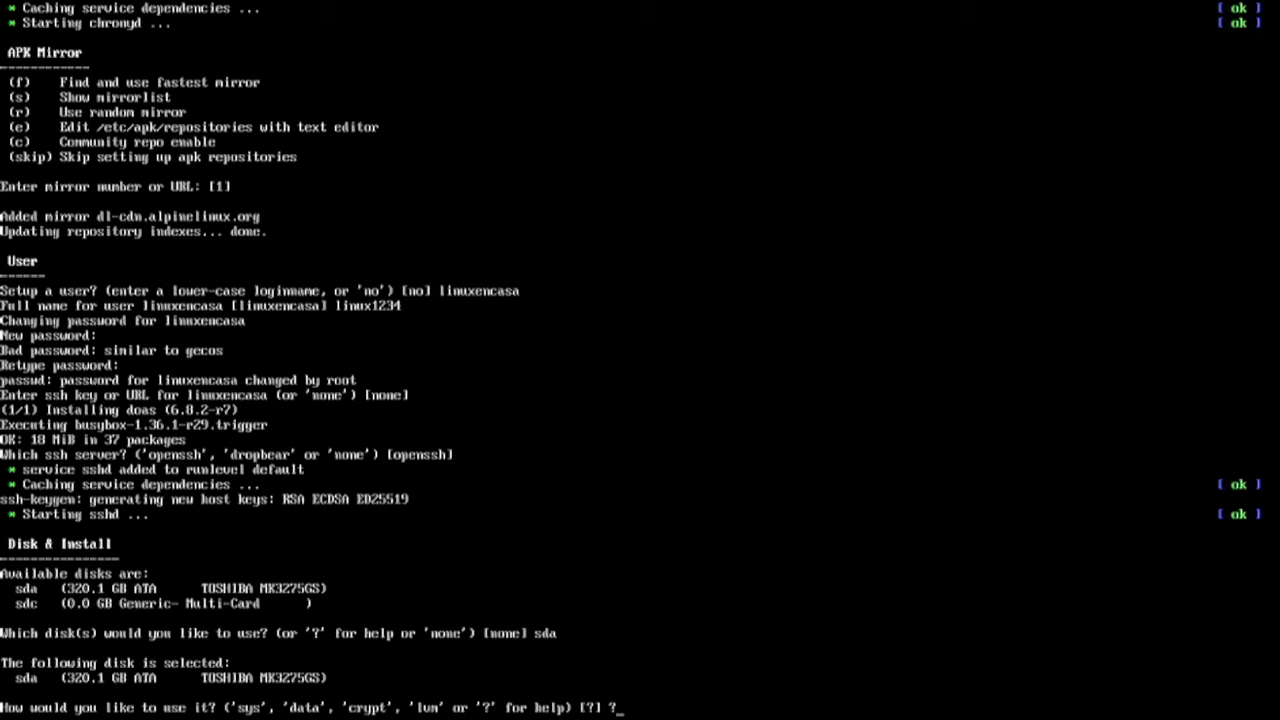 * Caching service dependencies ... [ ok ]
* Starting chronyd ... [ ok ]
APK Mirror
------------
(f) Find and use fastest mirror
(s) Show mirrorlist
(r) Use random mirror
(e) Edit /etc/apk/repositories with text editor
(c) Community repo enable
(skip) Skip setting up apk repositories
Enter mirror number or URL: [1]
Added mirror dl-cdn.alpinelinux.org
Updating repository indexes... done.
User
------
Setup a user? (enter a lower-case loginname, or 'no') [no] linuxencasa
Full name for user linuxencasa [linuxencasa] linux1234
Changing password for linuxencasa
New password:
Bad password: similar to gecos
Retype password:
passwd: password for linuxencasa changed by root
Enter ssh key or URL for linuxencasa (or 'none') [none]
(1/1) Installing doas (6.8.2-r7)
Executing busybox-1.36.1-r29.trigger
OK: 18 MiB in 37 packages
Which ssh server? ('openssh', 'dropbear' or 'none') [openssh]
* service sshd added to runlevel default
* Caching service dependencies ... [ ok ]
ssh-keygen: generating new host keys: RSA ECDSA ED25519
* Starting sshd ... [ ok ]
Disk & Install
----------------
Available disks are:
sda (320.1 GB ATA TOSHIBA MK3275GS)
sdc (0.0 GB Generic- Multi-Card )
Which disk(s) would you like to use? (or '?' for help or 'none') [none] sda
The following disk is selected:
sda (320.1 GB ATA TOSHIBA MK3275GS)
How would you like to use it? ('sys', 'data', 'crypt', 'lvm' or '?' for help) [?] ?_